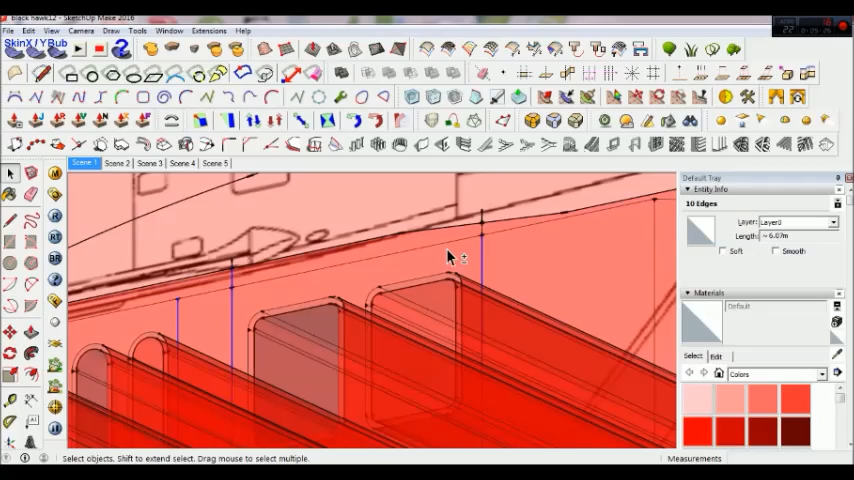 black hawk12 - SketchUp Make 2016
File Edit View Camera Draw Tools Window Extensions Help
SkinX / YBub
Scene 1 Scene 2 Scene 3 Scene 4 Scene 5
M
R
RT
BR
Default Tray
Entity Info
10 Edges
Layer: Layer0
Length: ~ 6.07m
Soft Smooth
Materials
Default
Select Edit
Colors
Select objects. Shift to extend select. Drag mouse to select multiple. Measurements